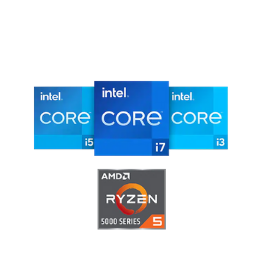 intel.
CORE
i5
intel.
CORE
i7
intel.
CORE
i3
AMD
RYZEN
5000 SERIES 5